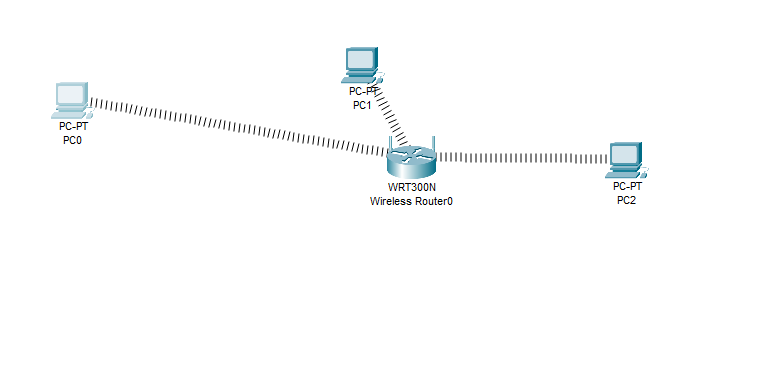 PC-PT
PC0
PC-PT
PC1
WRT300N
Wireless Router0
PC-PT
PC2